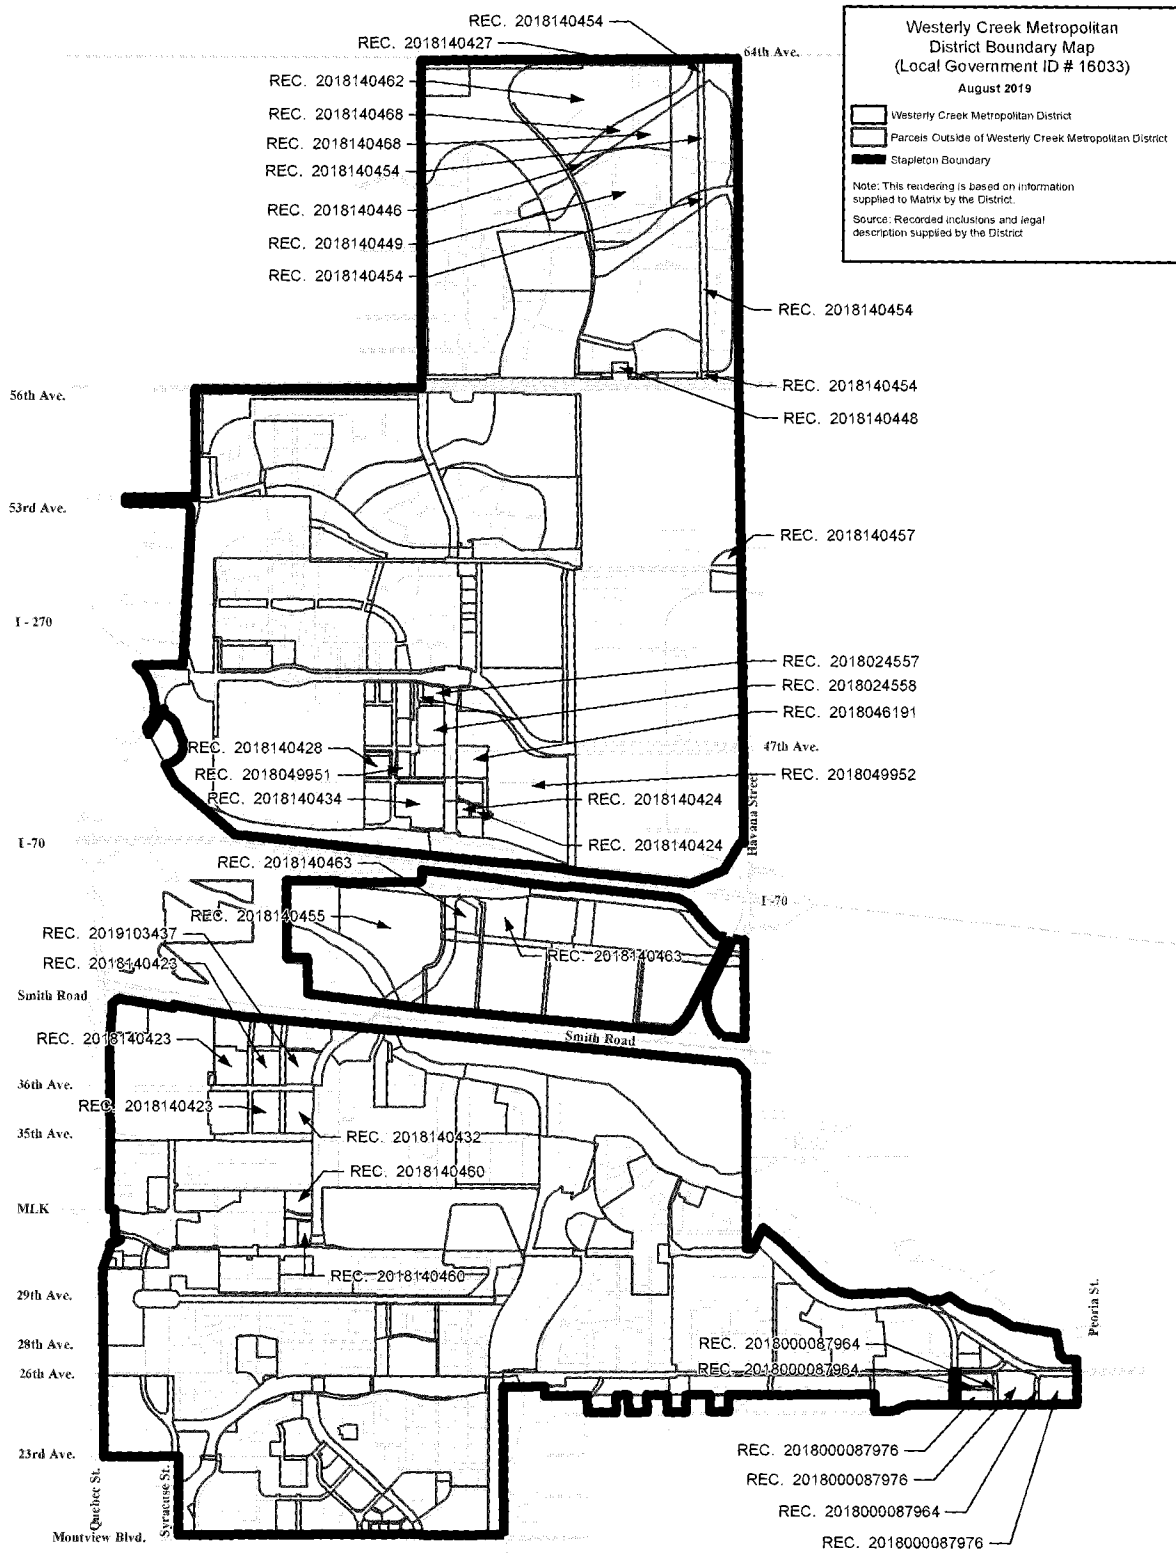 REC. 2018140454
REC. 2018140427
64th Ave.
Westerly Creek Metropolitan
District Boundary Map
(Local Government ID # 16033)
August 2019
Westerly Creek Metropolitan District
Parcels Outside of Westerly Creek Metropolitan District
Stapleton Boundary
Note: This rendering is based on information
supplied to Matrix by the District.
Source: Recorded inclusions and legal
description supplied by the District
REC. 2018140462
REC. 2018140468
REC. 2018140468
REC. 2018140454
REC. 2018140446
REC. 2018140449
REC. 2018140454
REC. 2018140454
REC. 2018140454
56th Ave.
REC. 2018140448
53rd Ave.
REC. 2018140457
I - 270
REC. 2018024557
REC. 2018024558
REC. 2018046191
REC. 2018140428
47th Ave.
REC. 2018049951
REC. 2018049952
REC. 2018140434
REC. 2018140424
Havana Street
I -70
REC. 2018140424
REC. 2018140463
I -70
REC. 2018140455
REC. 2019103437
REC. 2018140463
REC. 2018140423
Smith Road
Smith Road
REC. 2018140423
36th Ave.
REC. 2018140423
35th Ave.
REC. 2018140432
REC. 2018140460
MLK
REC. 2018140460
29th Ave.
Peoria St.
28th Ave.
REC. 2018000087964
REC. 2018000087964
26th Ave.
REC. 2018000087976
23rd Ave.
REC. 2018000087976
Quebec St.
Syracuse St.
REC. 2018000087964
Montview Blvd.
REC. 2018000087976